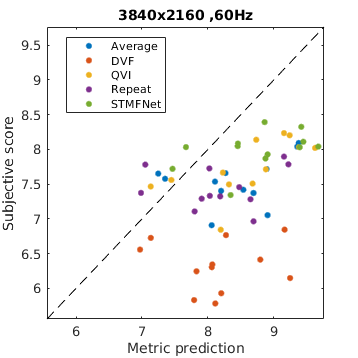 3840x2160 ,60Hz
Average
DVF
QVI
Repeat
STMFNet
9.5
9
8.5
8
7.5
7
6.5
6
Subjective score
6
7
8
9
Metric prediction